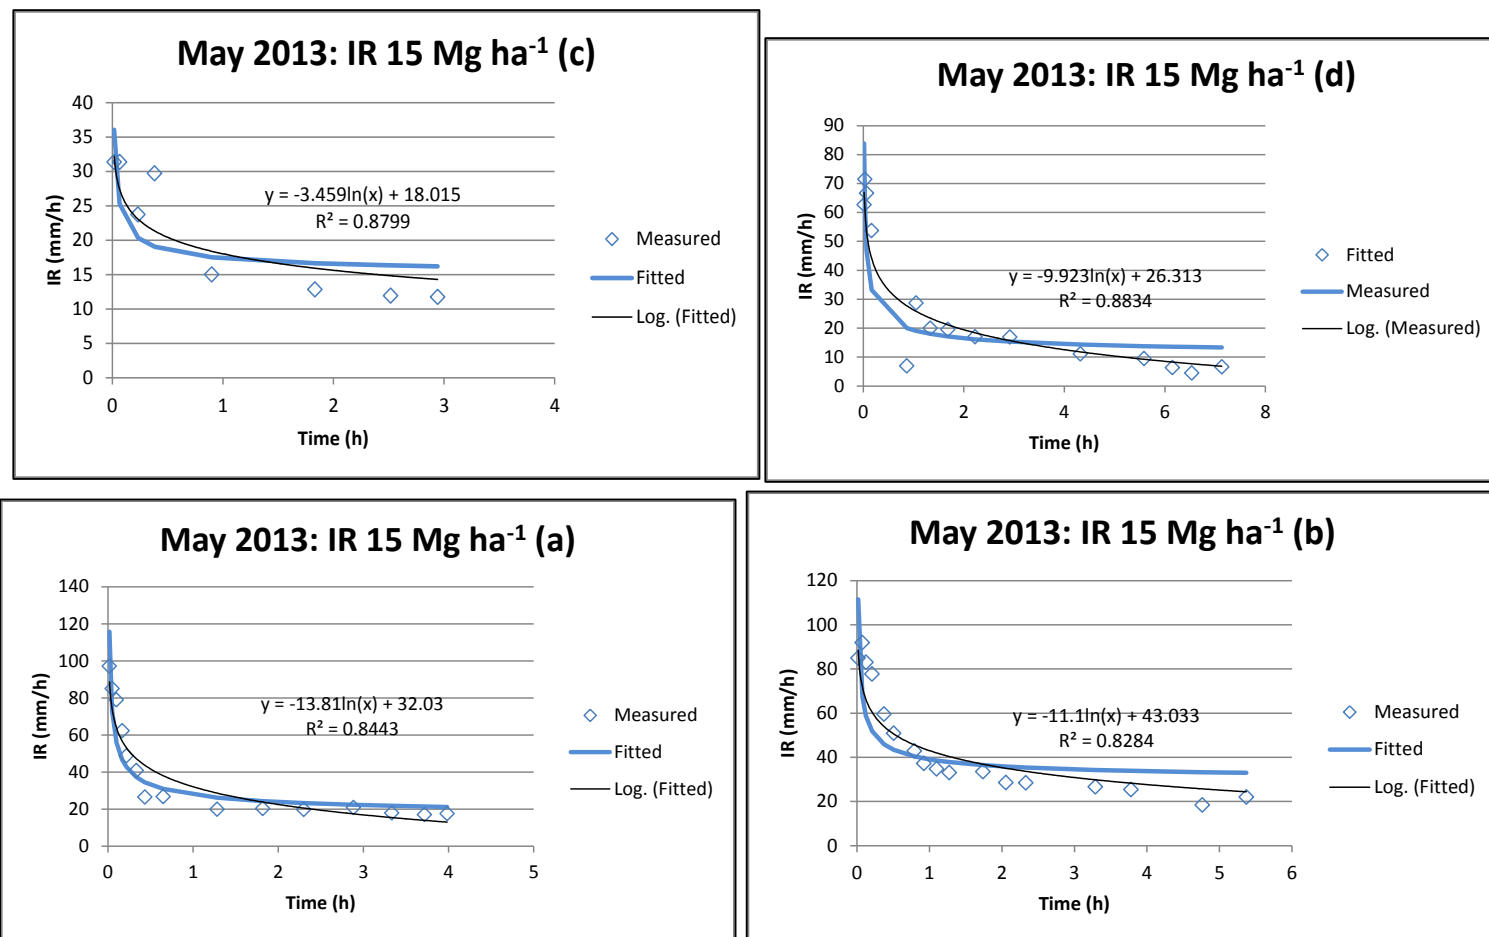 May 2013: IR 15 Mg ha⁻¹ (c)
40
35
30
25
20
15
10
5
0
IR (mm/h)
y = -3.459ln(x) + 18.015
R² = 0.8799
Measured
Fitted
Log. (Fitted)
0 1 2 3 4
Time (h)
May 2013: IR 15 Mg ha⁻¹ (d)
90
80
70
60
50
40
30
20
10
0
IR (mm/h)
y = -9.923ln(x) + 26.313
R² = 0.8834
Fitted
Measured
Log. (Measured)
0 2 4 6 8
Time (h)
May 2013: IR 15 Mg ha⁻¹ (a)
140
120
100
80
60
40
20
0
IR (mm/h)
y = -13.81ln(x) + 32.03
R² = 0.8443
Measured
Fitted
Log. (Fitted)
0 1 2 3 4 5
Time (h)
May 2013: IR 15 Mg ha⁻¹ (b)
120
100
80
60
40
20
0
IR (mm/h)
y = -11.1ln(x) + 43.033
R² = 0.8284
Measured
Fitted
Log. (Fitted)
0 1 2 3 4 5 6
Time (h)